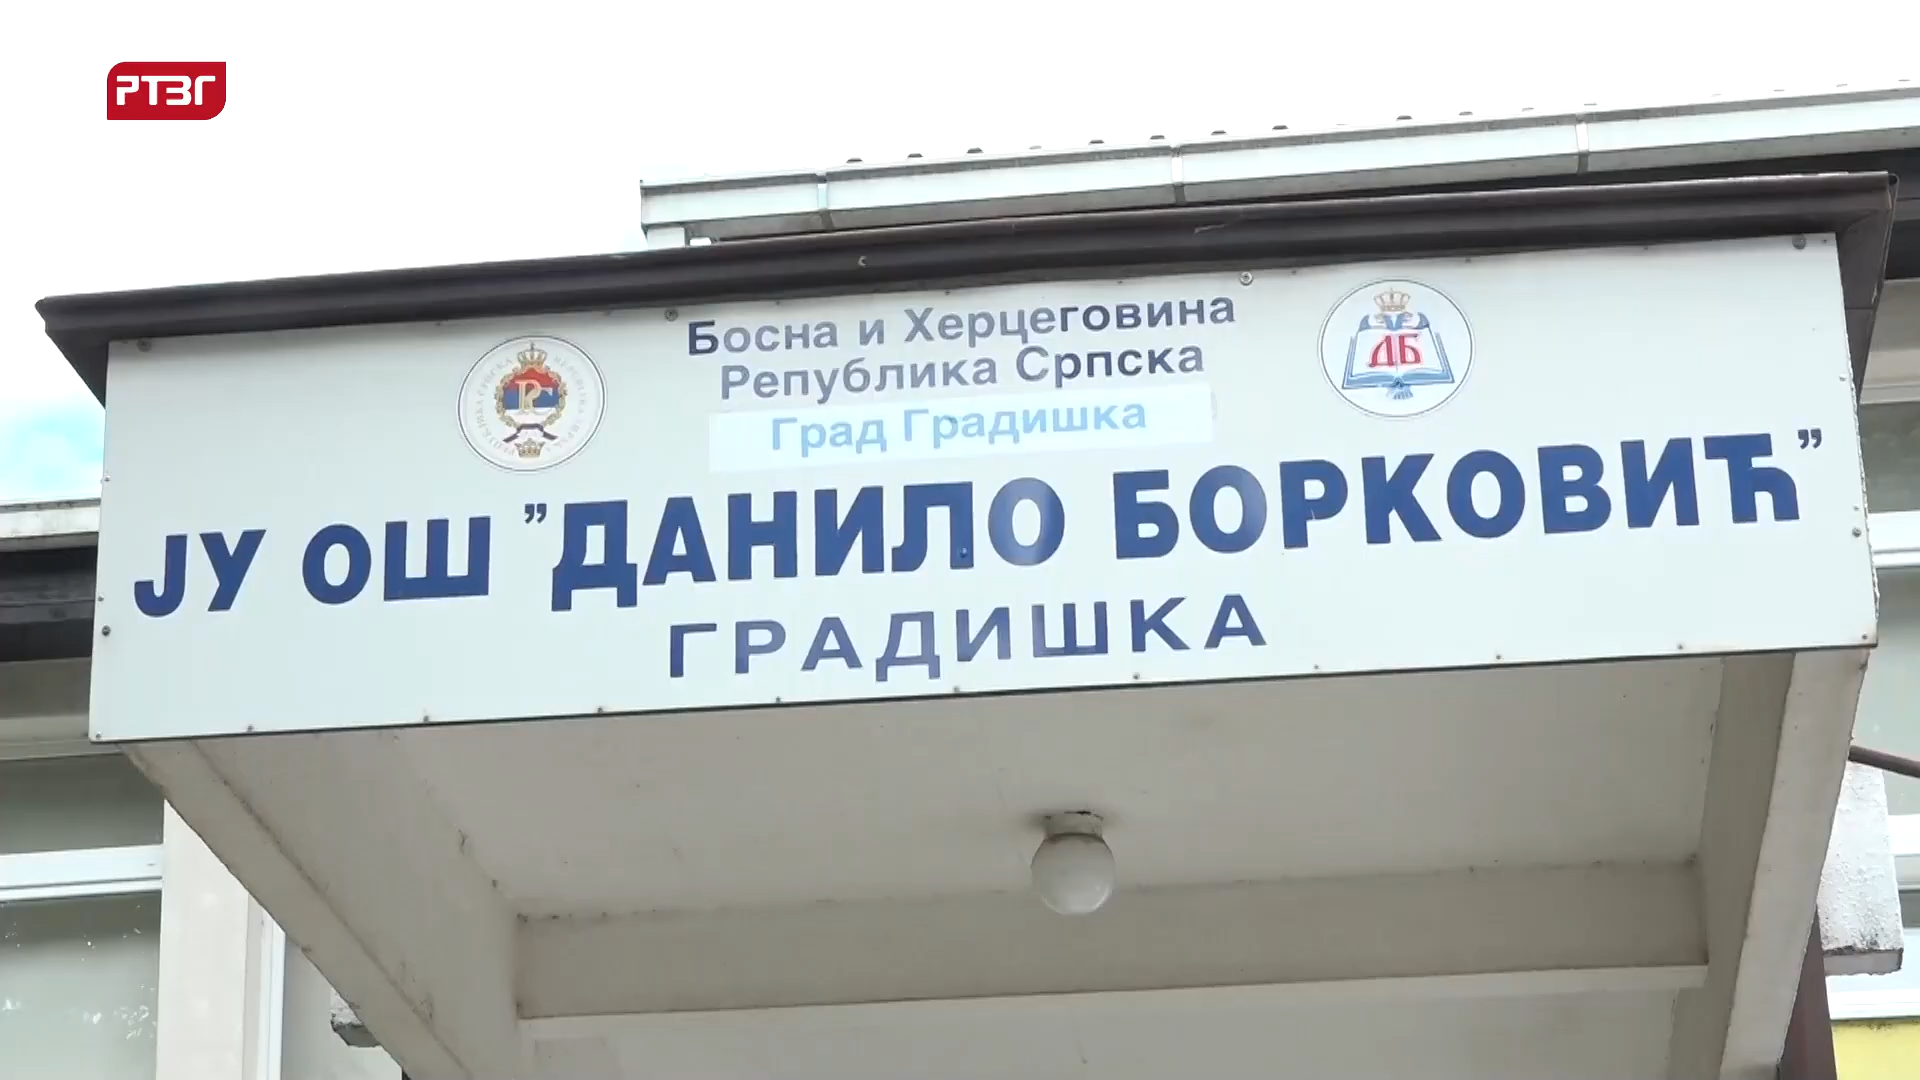 РТВГ
Босна и Херцеговина
Република Српска
Град Градишка
ДБ
ЈУ ОШ "ДАНИЛО БОРКОВИЋ"
ГРАДИШКА